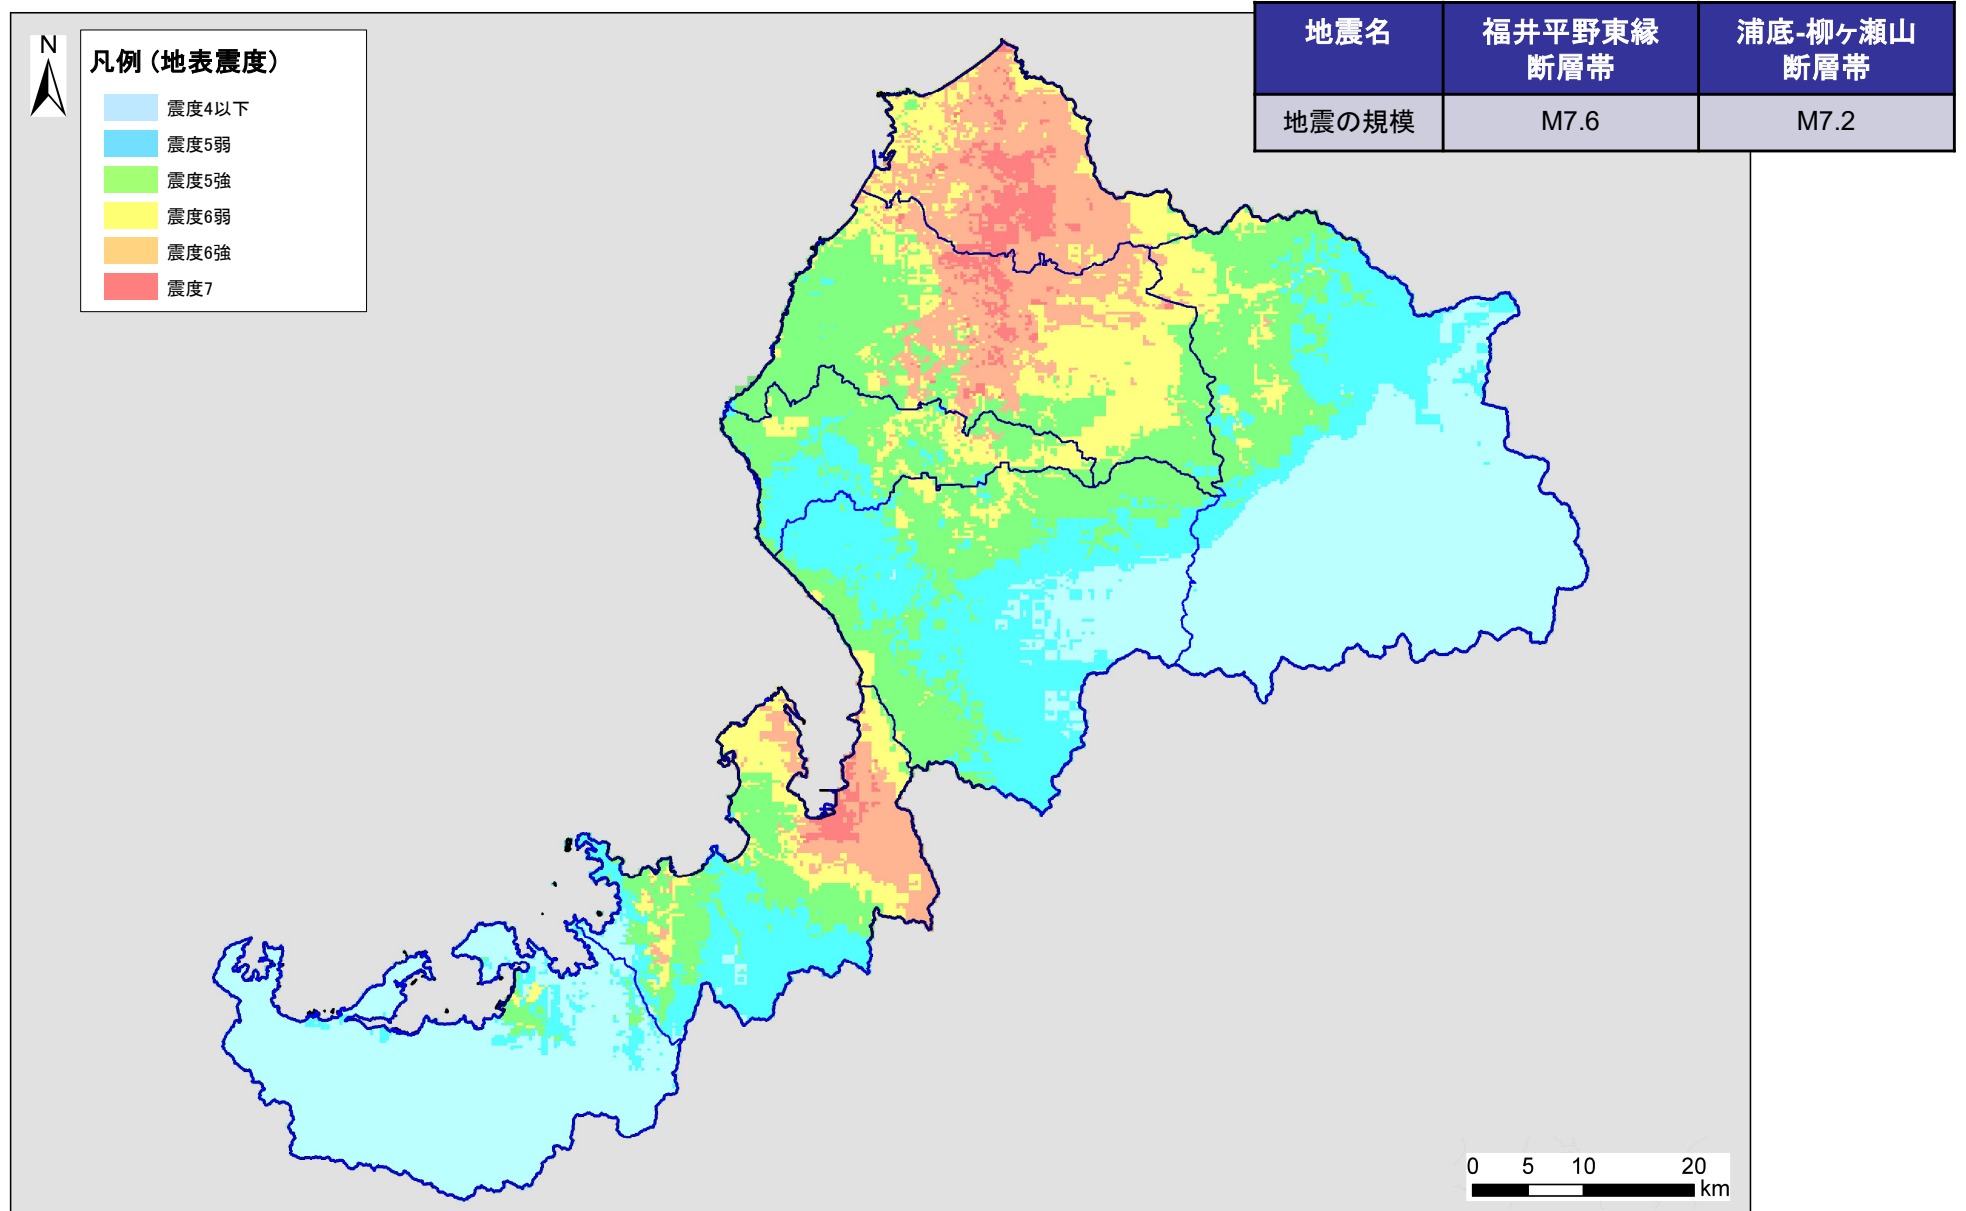 N
凡例(地表震度)
震度4以下
震度5弱
震度5強
震度6弱
震度6強
震度7
地震名 福井平野東縁断層帯 浦底-柳ヶ瀬山断層帯
地震の規模 M7.6 M7.2
0 5 10 20
km